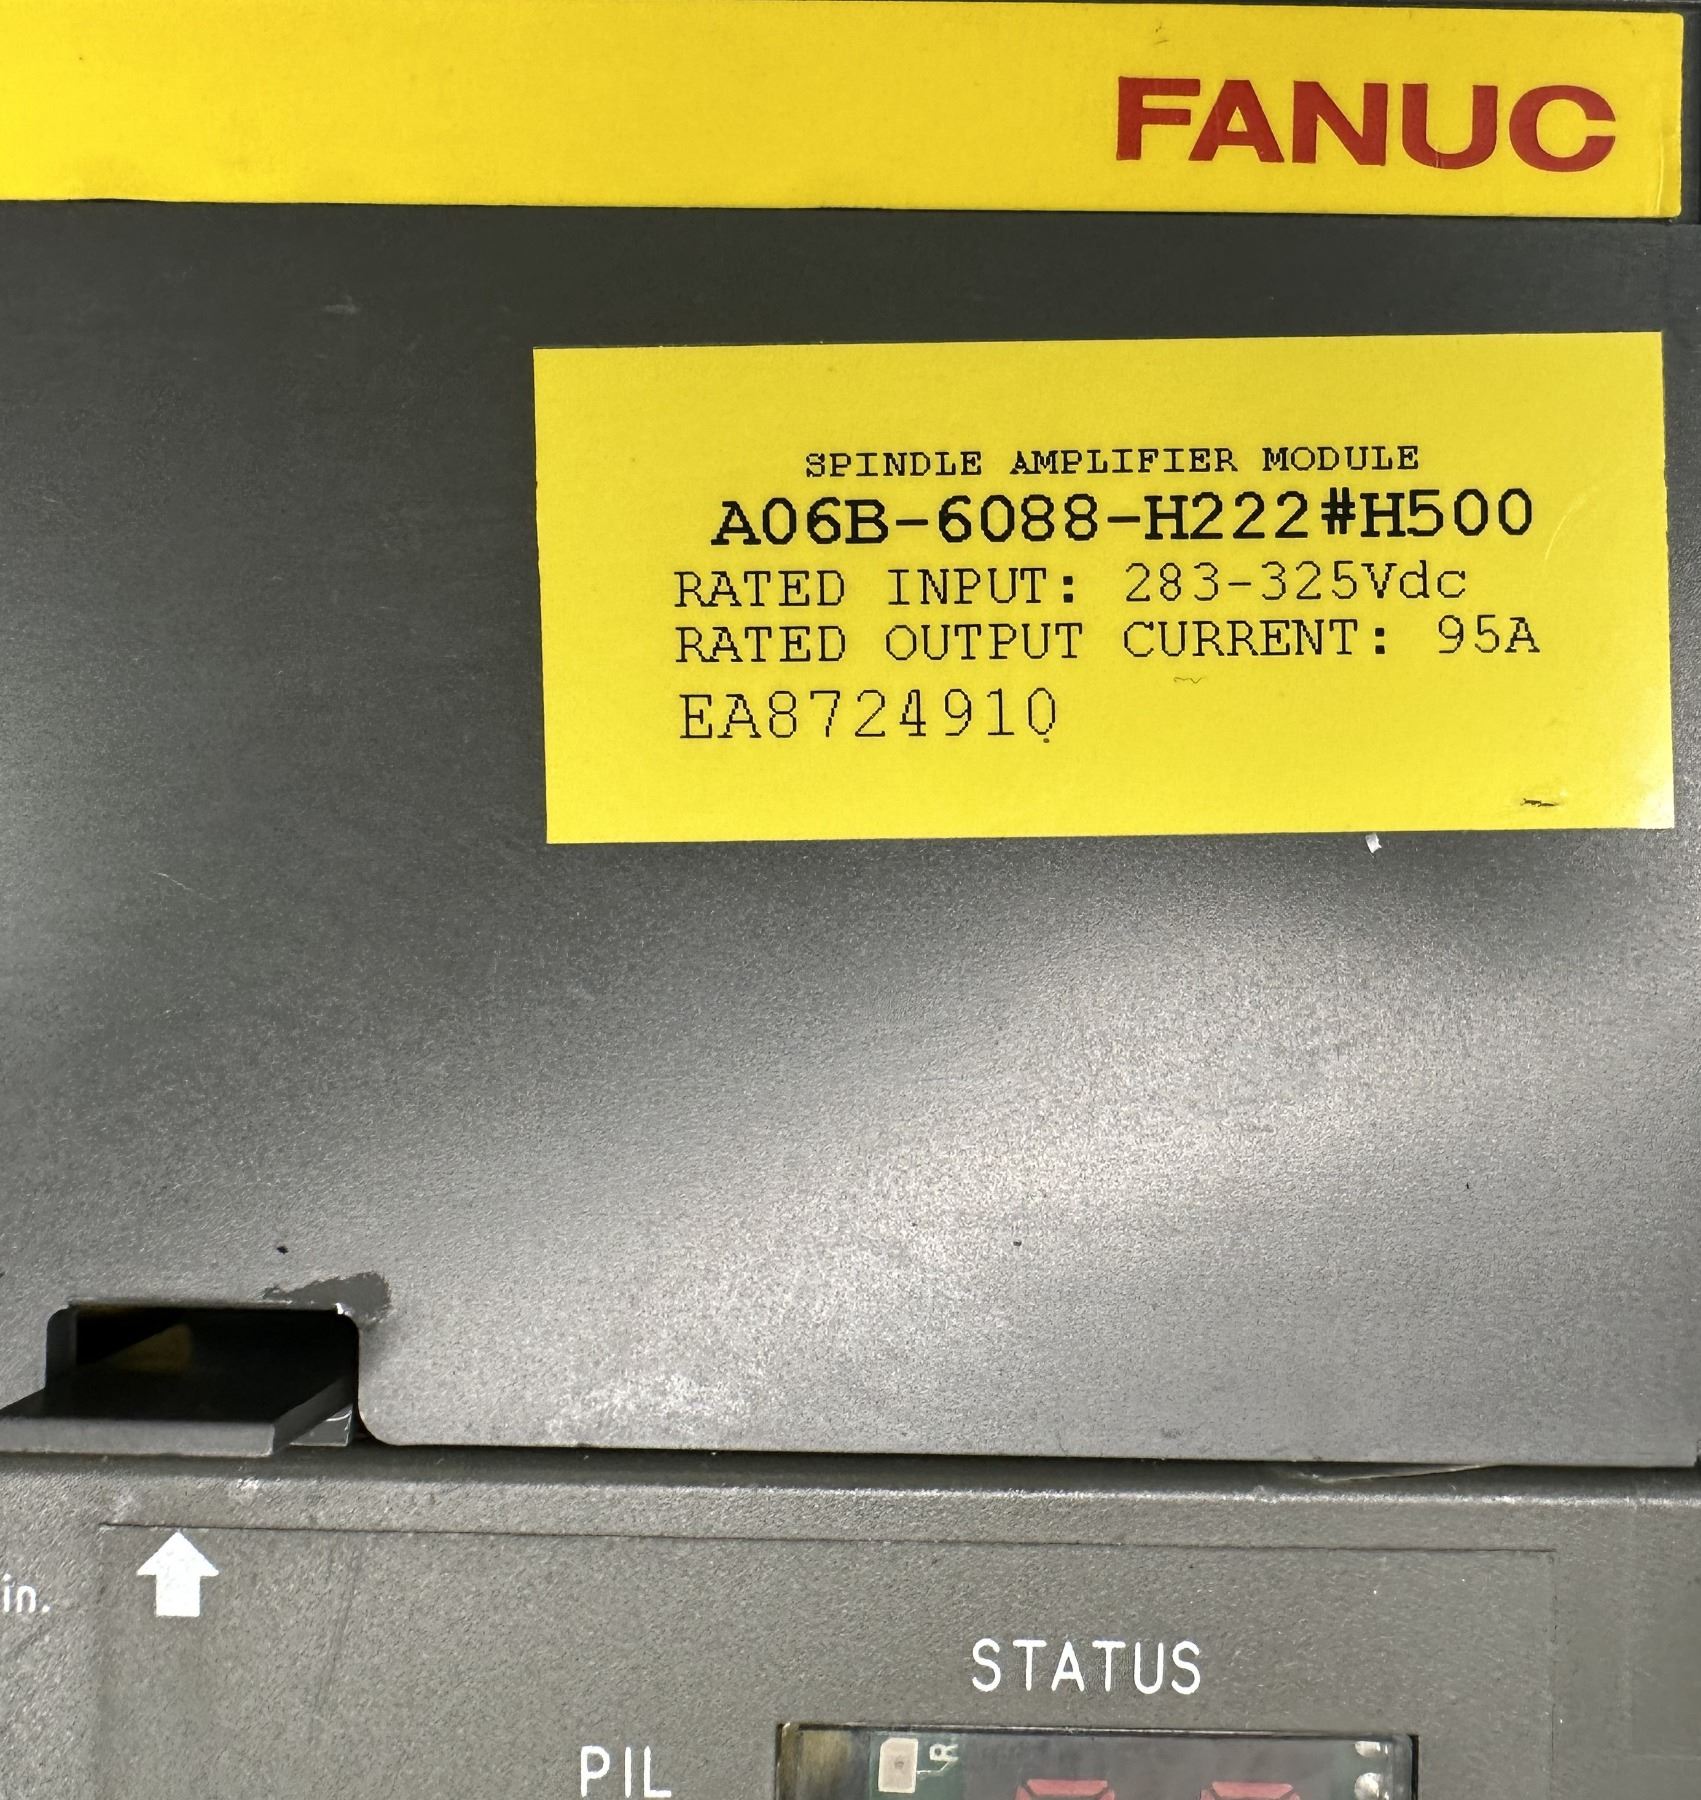 FANUC
SPINDLE AMPLIFIER MODULE
A06B-6088-H222#H500
RATED INPUT: 283-325Vdc
RATED OUTPUT CURRENT: 95A
EA8724910
in.
STATUS
PIL
R